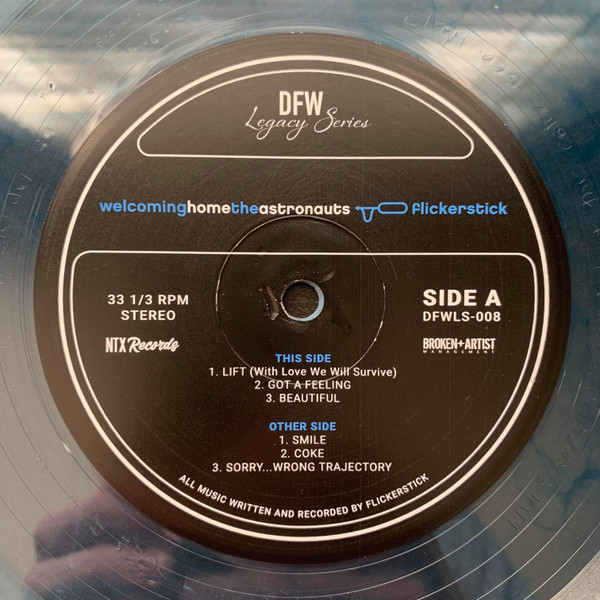 DFW
Legacy Series
welcominghometheastronauts flickerstick
33 1/3 RPM
STEREO
SIDE A
DFWLS-008
NTX Records
BROKEN+ARTIST
MANAGEMENT
THIS SIDE
1. LIFT (With Love We Will Survive)
2. GOT A FEELING
3. BEAUTIFUL
OTHER SIDE
1. SMILE
2. COKE
3. SORRY...WRONG TRAJECTORY
ALL MUSIC WRITTEN AND RECORDED BY FLICKERSTICK